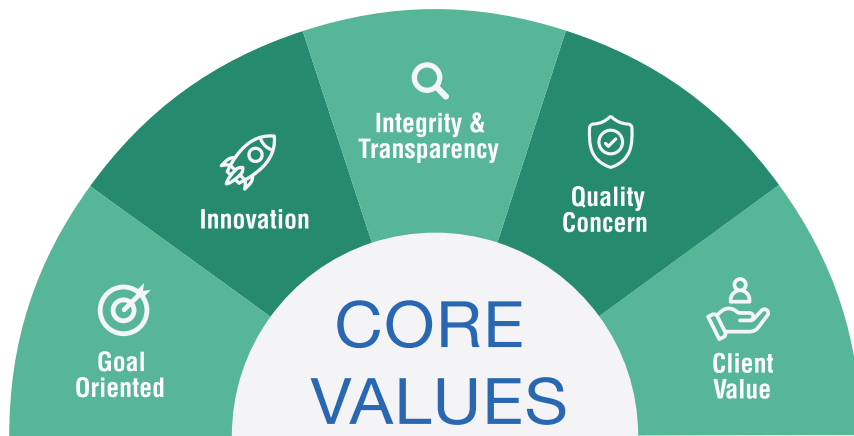 Integrity &
Transparency
Innovation
Quality
Concern
Goal
Oriented
Client
Value
CORE
VALUES